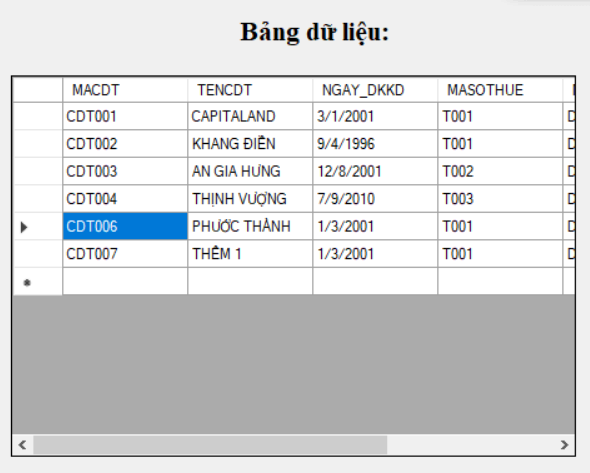 Bảng dữ liệu:
MACDT TENCDT NGAY_DKKD MASOTHUE
CDT001 CAPITALAND 3/1/2001 T001 D
CDT002 KHANG ĐIỀN 9/4/1996 T001 D
CDT003 AN GIA HƯNG 12/8/2001 T002 D
CDT004 THỊNH VƯỢNG 7/9/2010 T003 D
CDT006 PHƯỚC THÀNH 1/3/2001 T001 D
CDT007 THÊM 1 1/3/2001 T001 D